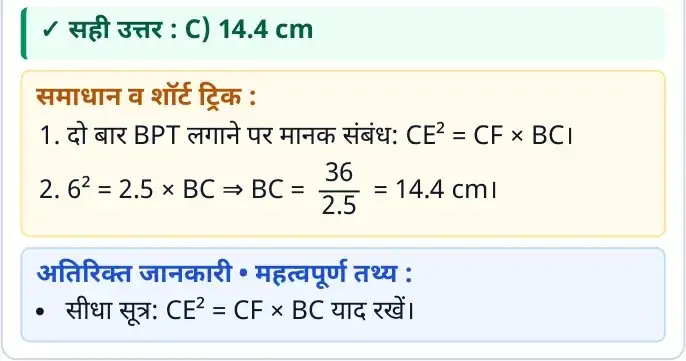 ✓ सही उत्तर : C) 14.4 cm
समाधान व शॉर्ट ट्रिक :
1. दो बार BPT लगाने पर मानक संबंध: CE² = CF × BC।
2. 6² = 2.5 × BC ⇒ BC = 36/2.5 = 14.4 cm।
अतिरिक्त जानकारी • महत्वपूर्ण तथ्य :
• सीधा सूत्र: CE² = CF × BC याद रखें।